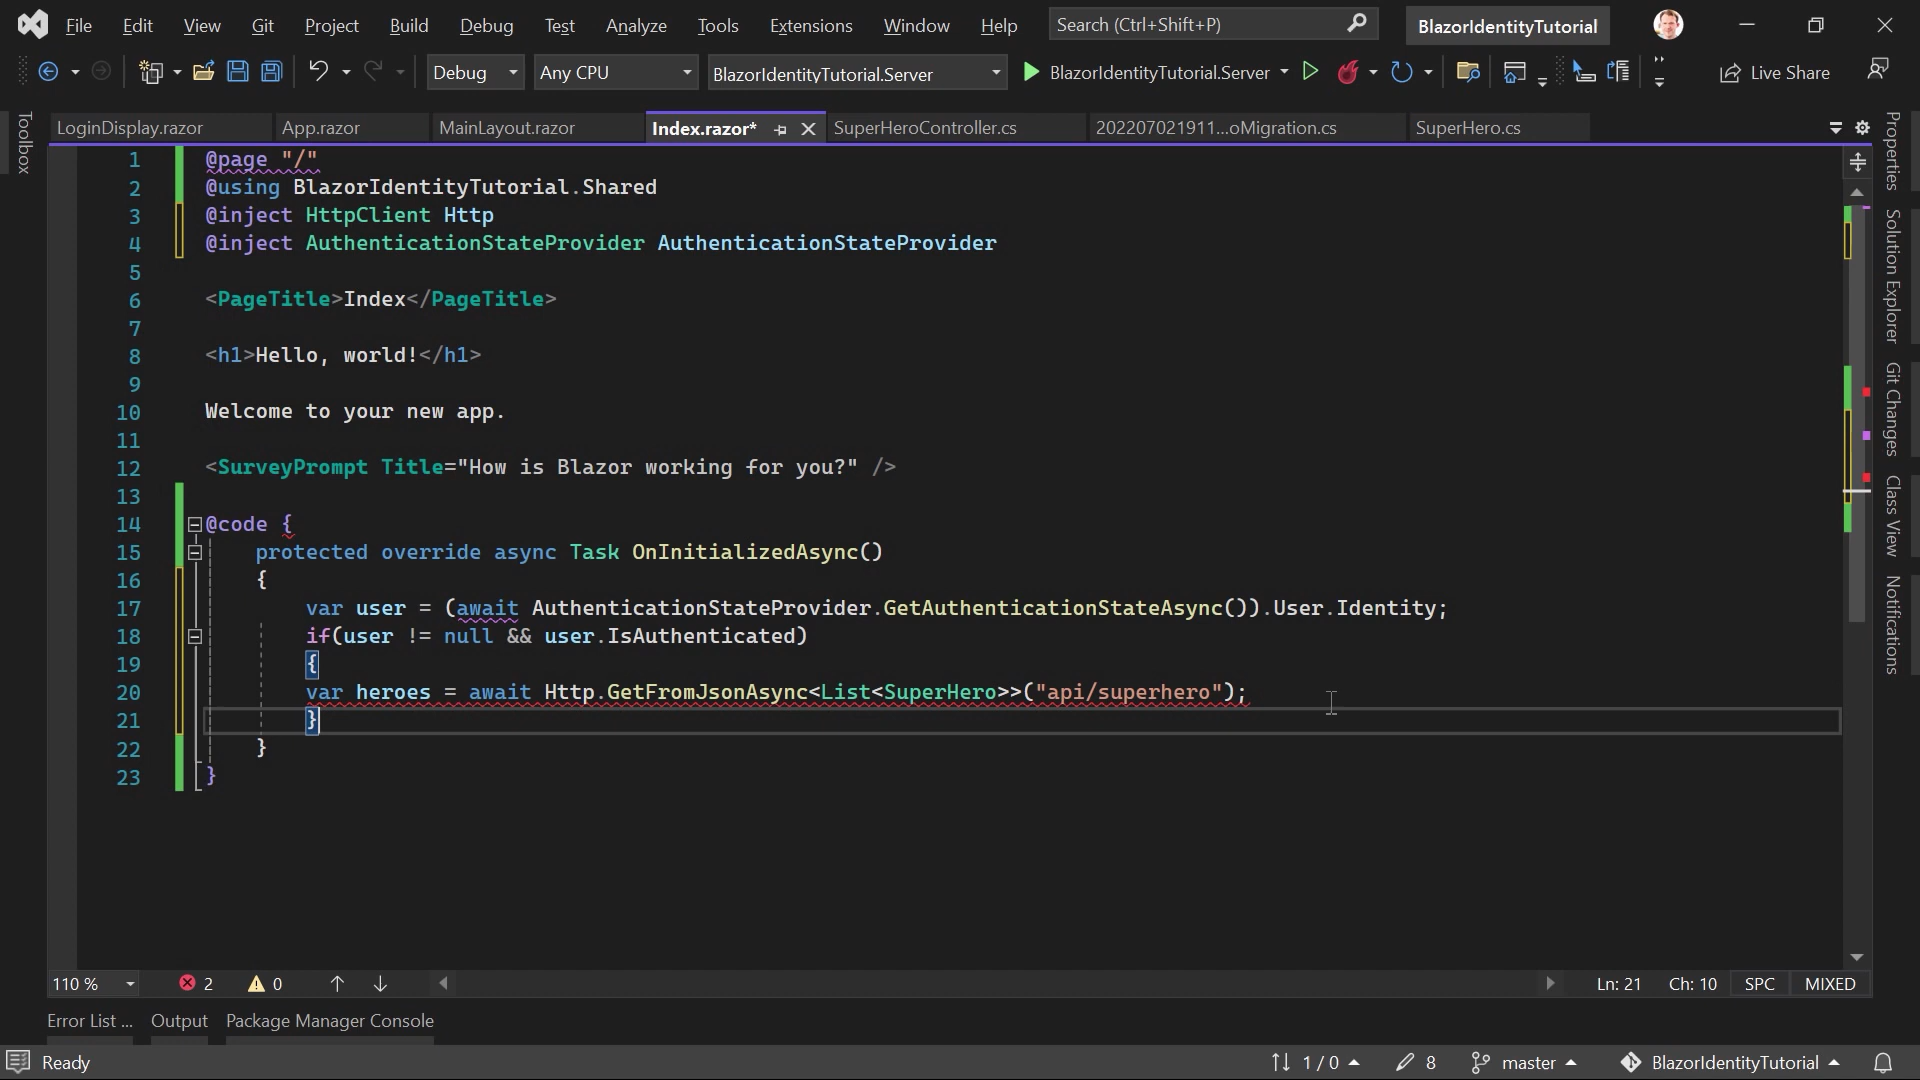 File Edit View Git Project Build Debug Test Analyze Tools Extensions Window Help Search (Ctrl+Shift+P) BlazorIdentityTutorial
Debug Any CPU BlazorIdentityTutorial.Server BlazorIdentityTutorial.Server Live Share
Toolbox
LoginDisplay.razor App.razor MainLayout.razor Index.razor* SuperHeroController.cs 202207021911...oMigration.cs SuperHero.cs
1 @page "/"
2 @using BlazorIdentityTutorial.Shared
3 @inject HttpClient Http
4 @inject AuthenticationStateProvider AuthenticationStateProvider
5
6 <PageTitle>Index</PageTitle>
7
8 <h1>Hello, world!</h1>
9
10 Welcome to your new app.
11
12 <SurveyPrompt Title="How is Blazor working for you?" />
13
14 @code {
15 protected override async Task OnInitializedAsync()
16 {
17 var user = (await AuthenticationStateProvider.GetAuthenticationStateAsync()).User.Identity;
18 if(user != null && user.IsAuthenticated)
19 {
20 var heroes = await Http.GetFromJsonAsync<List<SuperHero>>("api/superhero");
21 }
22 }
23 }
Properties
Solution Explorer
Git Changes
Class View
Notifications
110 % 2 0 Ln: 21 Ch: 10 SPC MIXED
Error List ... Output Package Manager Console
Ready 1 / 0 8 master BlazorIdentityTutorial